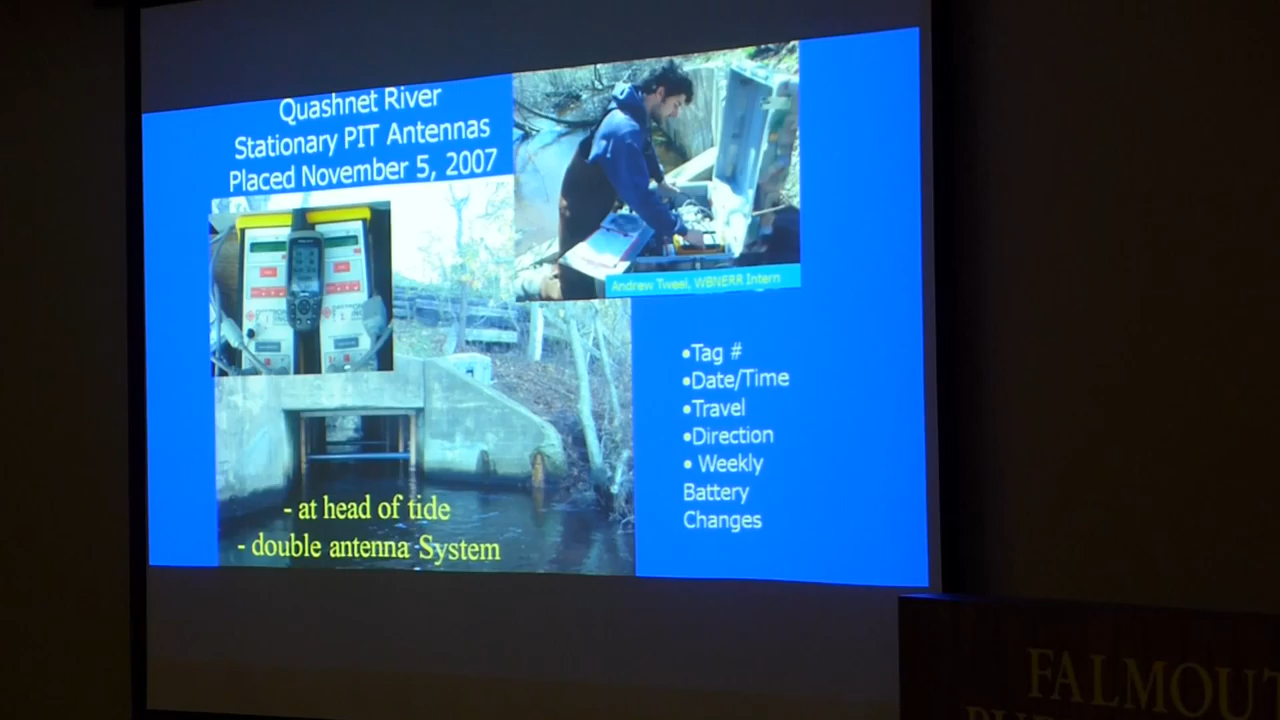 Quashnet River
Stationary PIT Antennas
Placed November 5, 2007
Andrew Tweel, WBNERR Intern
•Tag #
•Date/Time
•Travel
•Direction
• Weekly
Battery
Changes
- at head of tide
- double antenna System
FALMOUT